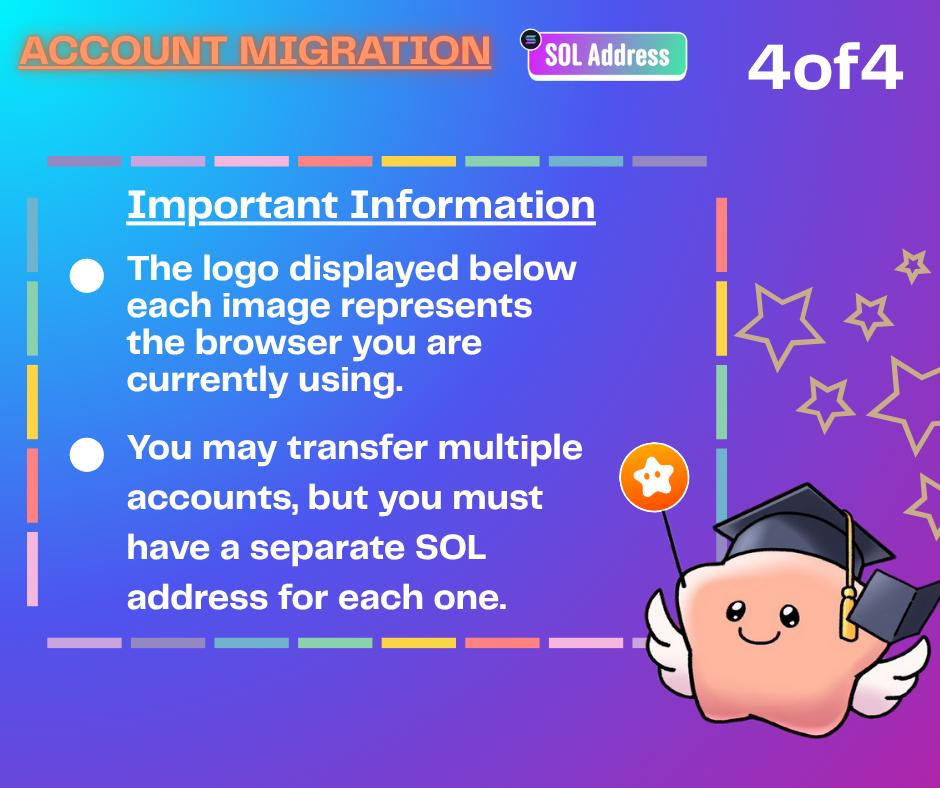 ACCOUNT MIGRATION
SOL Address
4of4
Important Information
The logo displayed below
each image represents
the browser you are
currently using.
You may transfer multiple
accounts, but you must
have a separate SOL
address for each one.